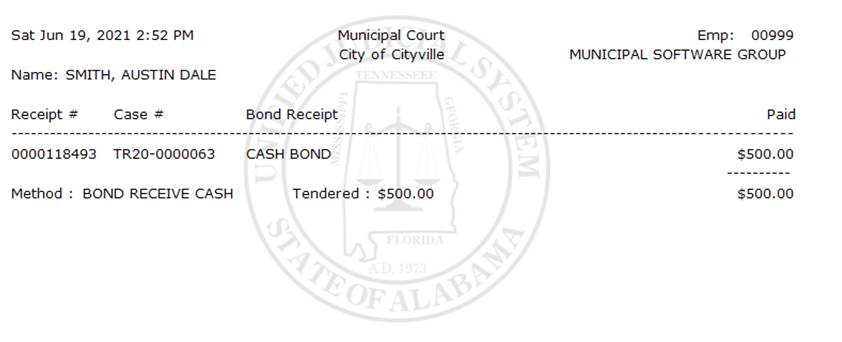 Sat Jun 19, 2021 2:52 PM Municipal Court Emp: 00999
City of Cityville MUNICIPAL SOFTWARE GROUP
Name: SMITH, AUSTIN DALE
Receipt # Case # Bond Receipt Paid
0000118493 TR20-0000063 CASH BOND $500.00
Method : BOND RECEIVE CASH Tendered : $500.00 $500.00
UNIFIED JUDICIAL SYSTEM
TENNESSEEE
MISSISSIPPI
GEORGIA
FLORIDA
A.D. 1973
STATE OF ALABAMA